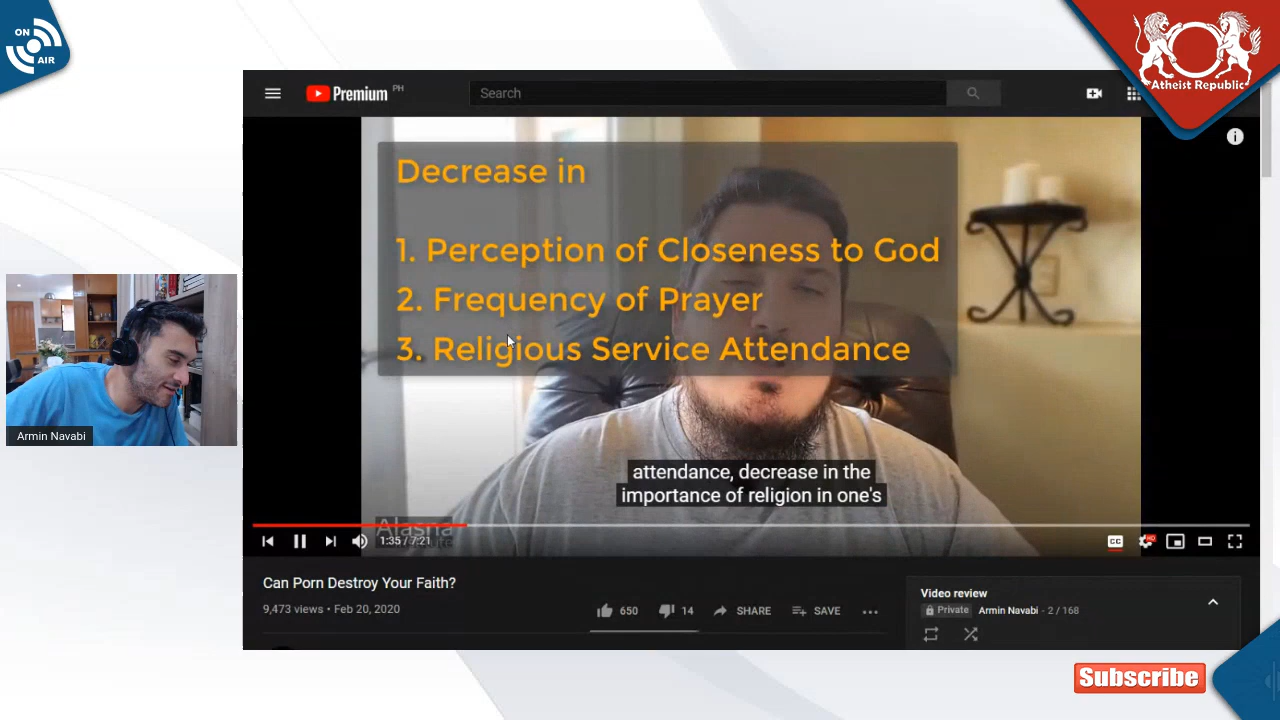 ON
AIR
Atheist Republic
Premium PH
Search
Decrease in
1. Perception of Closeness to God
2. Frequency of Prayer
3. Religious Service Attendance
Armin Navabi
attendance, decrease in the
importance of religion in one's
1:35 / 7:21
CC
HD
Can Porn Destroy Your Faith?
9,473 views • Feb 20, 2020
650
14
SHARE
SAVE
Video review
Private Armin Navabi - 2 / 168
Subscribe